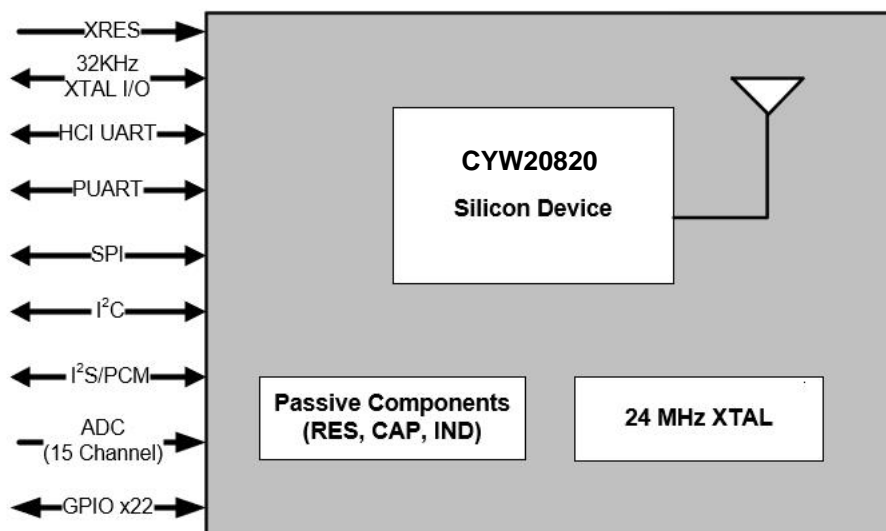 XRES
32KHz
XTAL I/O
HCI UART
PUART
SPI
I²C
I²S/PCM
ADC
(15 Channel)
GPIO x22
CYW20820
Silicon Device
Passive Components
(RES, CAP, IND)
24 MHz XTAL